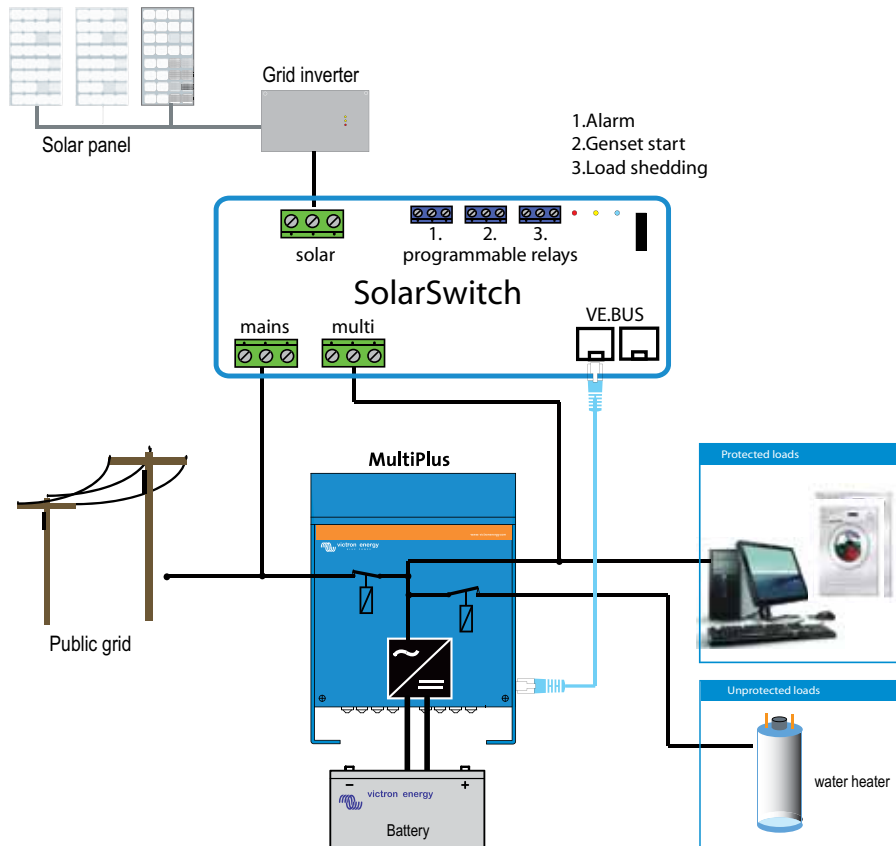 Grid inverter
Solar panel
1.Alarm
2.Genset start
3.Load shedding
solar
1.
2.
3.
programmable relays
SolarSwitch
mains
multi
VE.BUS
MultiPlus
victron energy
Public grid
Protected loads
Unprotected loads
water heater
− +
victron energy
Battery